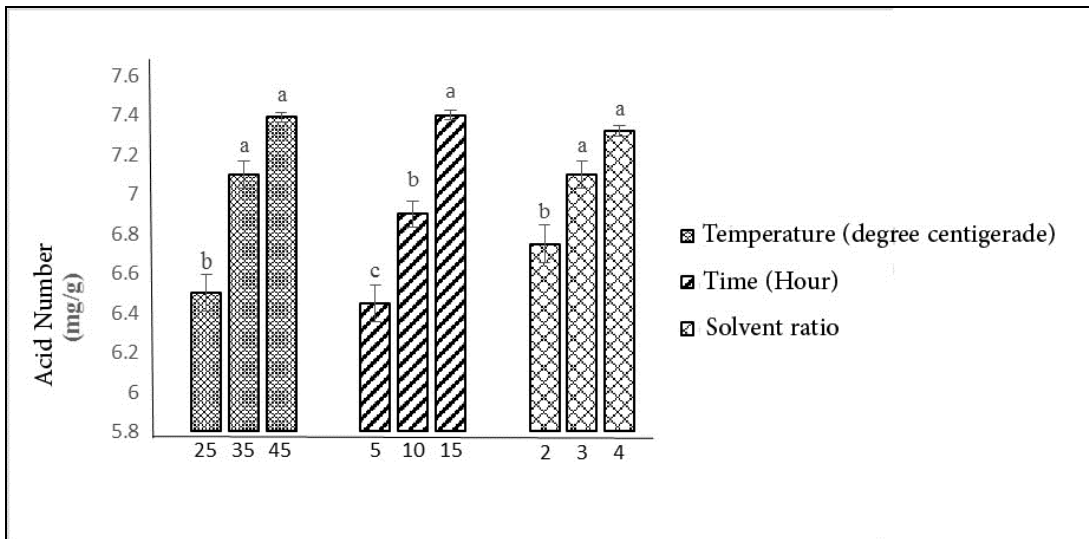 7.6
7.4
7.2
7
6.8
6.6
6.4
6.2
6
5.8
Acid Number
(mg/g)
b a a
c b a
b a a
25 35 45
5 10 15
2 3 4
Temperature (degree centigerade)
Time (Hour)
Solvent ratio